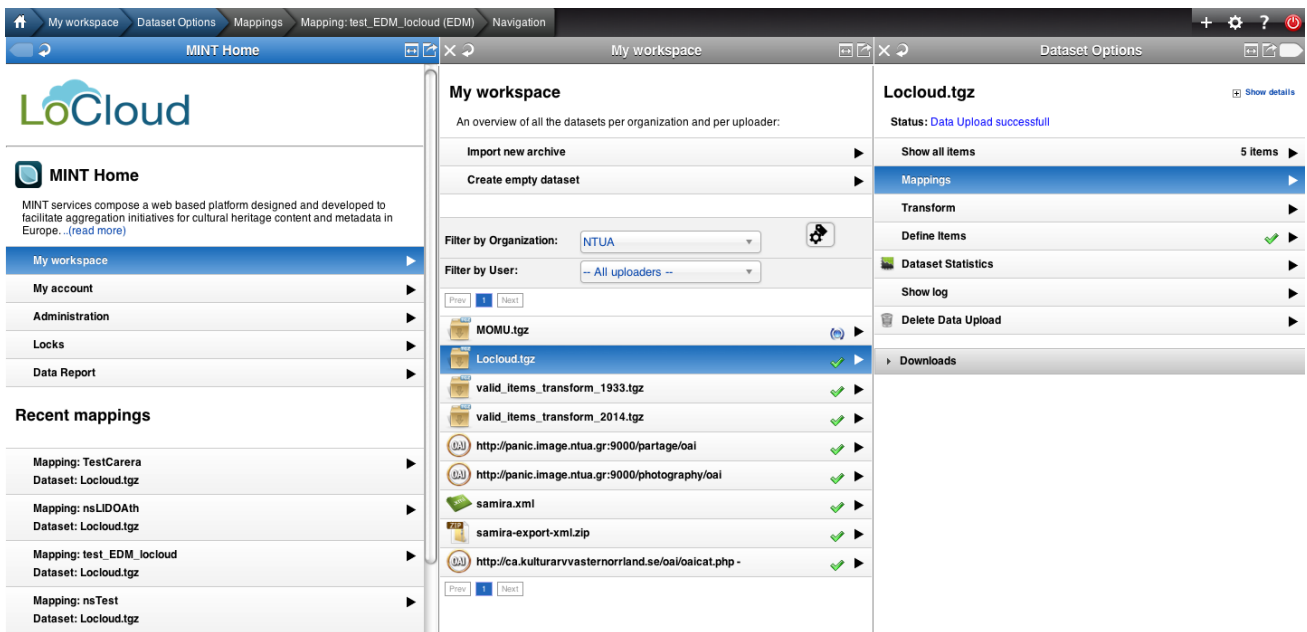 My workspace
Dataset Options
Mappings
Mapping: test_EDM_locloud (EDM)
Navigation
MINT Home
LoCloud
MINT Home
MINT services compose a web based platform designed and developed to
facilitate aggregation initiatives for cultural heritage content and metadata in
Europe. ..(read more)
My workspace
My account
Administration
Locks
Data Report
Recent mappings
Mapping: TestCarera
Dataset: Locloud.tgz
Mapping: nsLIDOAth
Dataset: Locloud.tgz
Mapping: test_EDM_locloud
Dataset: Locloud.tgz
Mapping: nsTest
Dataset: Locloud.tgz
My workspace
My workspace
An overview of all the datasets per organization and per uploader:
Import new archive
Create empty dataset
Filter by Organization: NTUA
Filter by User: -- All uploaders --
Prev 1 Next
MOMU.tgz
Locloud.tgz
valid_items_transform_1933.tgz
valid_items_transform_2014.tgz
OAI http://panic.image.ntua.gr:9000/partage/oai
OAI http://panic.image.ntua.gr:9000/photography/oai
samira.xml
ZIP samira-export-xml.zip
OAI http://ca.kulturarvvasternorrland.se/oai/oaicat.php -
Prev 1 Next
Dataset Options
Locloud.tgz Show details
Status: Data Upload successfull
Show all items 5 items
Mappings
Transform
Define Items
Dataset Statistics
Show log
Delete Data Upload
Downloads